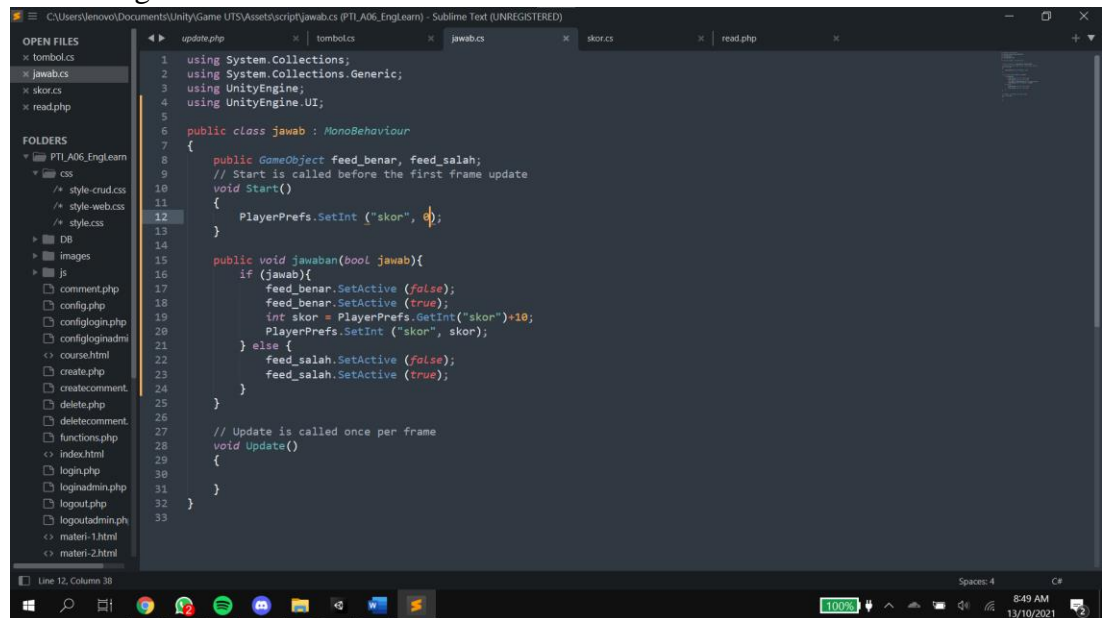 C:\Users\lenovo\Documents\Unity\Game UTS\Assets\script\jawab.cs (PTI_A06_EngLearn) - Sublime Text (UNREGISTERED)
OPEN FILES
tombol.cs
jawab.cs
skor.cs
read.php
FOLDERS
PTI_A06_EngLearn
css
/* style-crud.css
/* style-web.css
/* style.css
DB
images
js
comment.php
config.php
configlogin.php
configloginadmi
<> course.html
create.php
createcomment.
delete.php
deletecomment.
functions.php
<> index.html
login.php
loginadmin.php
logout.php
logoutadmin.ph
<> materi-1.html
<> materi-2.html
update.php tombol.cs jawab.cs skor.cs read.php
1 using System.Collections;
2 using System.Collections.Generic;
3 using UnityEngine;
4 using UnityEngine.UI;
5
6 public class jawab : MonoBehaviour
7 {
8 public GameObject feed_benar, feed_salah;
9 // Start is called before the first frame update
10 void Start()
11 {
12 PlayerPrefs.SetInt ("skor", 0);
13 }
14
15 public void jawaban(bool jawab){
16 if (jawab){
17 feed_benar.SetActive (false);
18 feed_benar.SetActive (true);
19 int skor = PlayerPrefs.GetInt("skor")+10;
20 PlayerPrefs.SetInt ("skor", skor);
21 } else {
22 feed_salah.SetActive (false);
23 feed_salah.SetActive (true);
24 }
25 }
26
27 // Update is called once per frame
28 void Update()
29 {
30
31 }
32 }
33
Line 12, Column 38
Spaces: 4
C#
100%
8:49 AM
13/10/2021
2